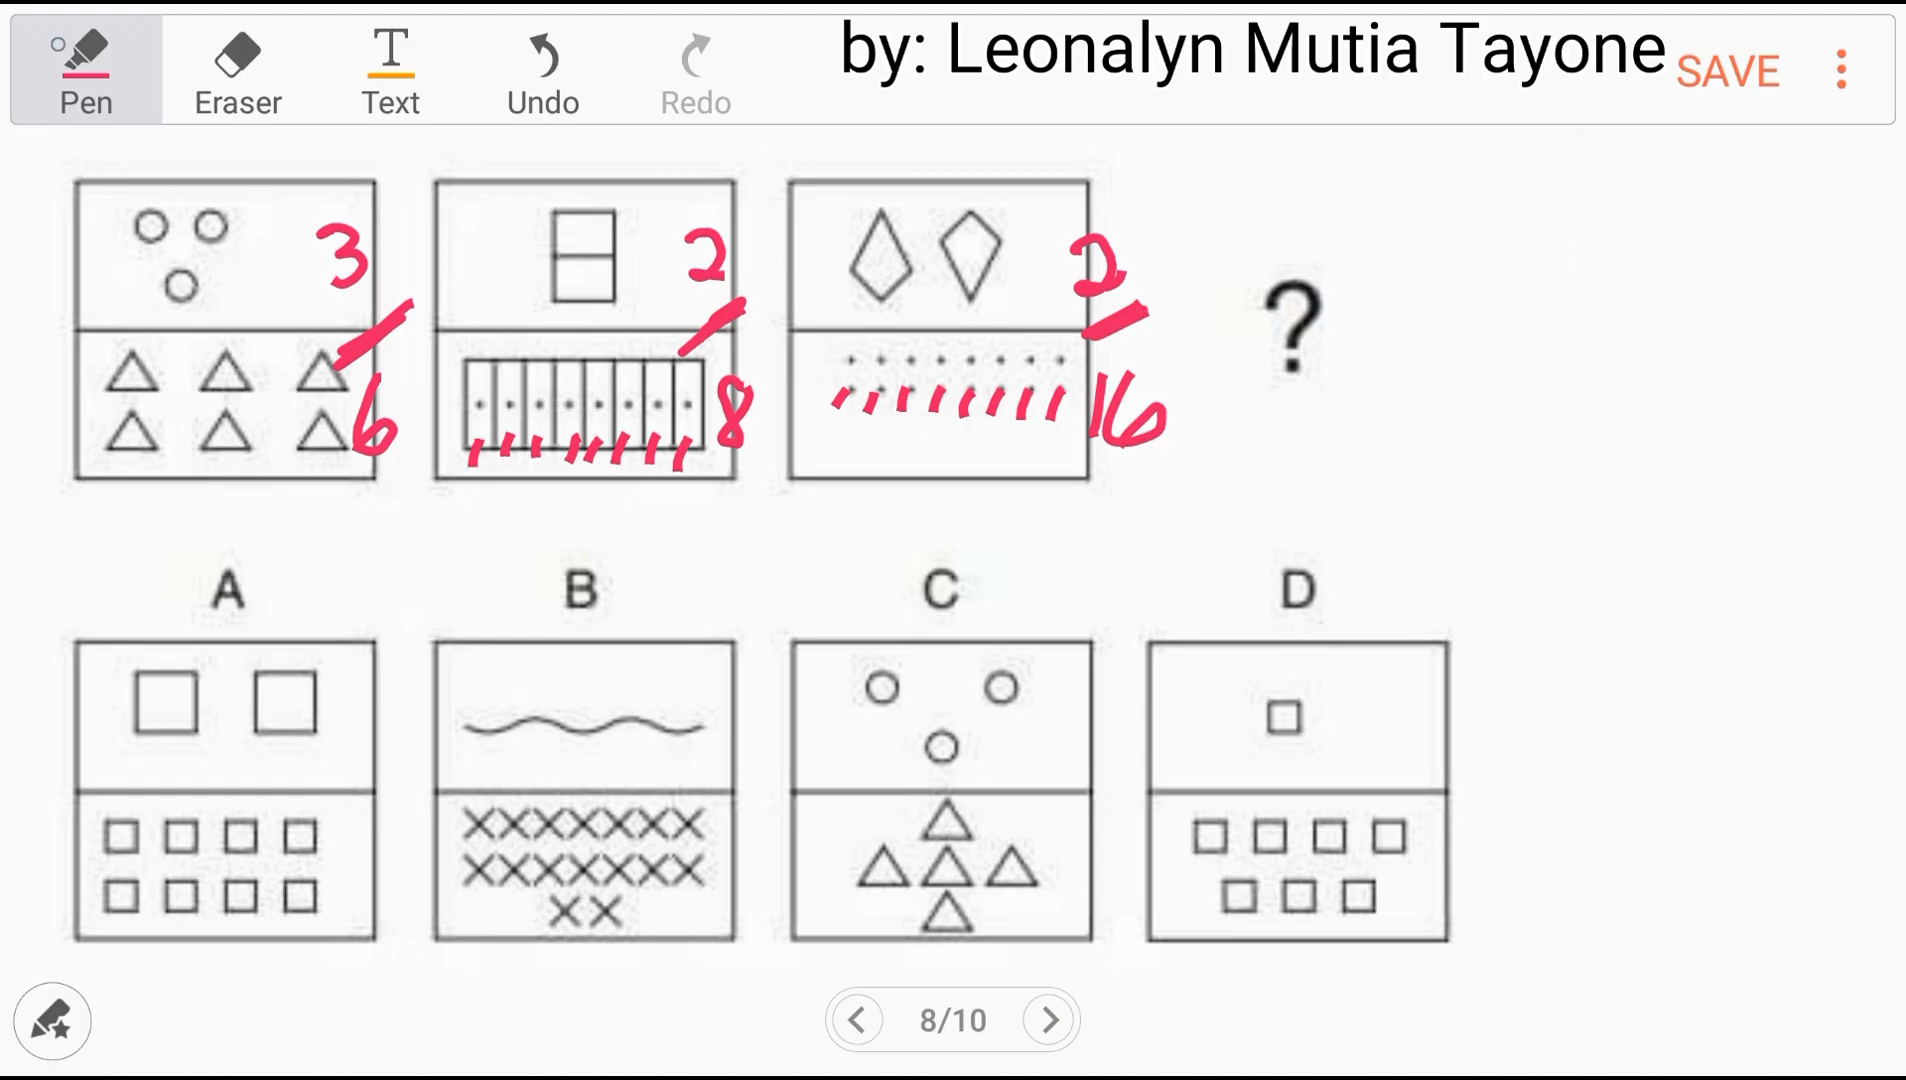 by: Leonalyn Mutia Tayone
Pen Eraser Text Undo Redo SAVE
3 2 2
?
6 8 16
A B C D
8/10